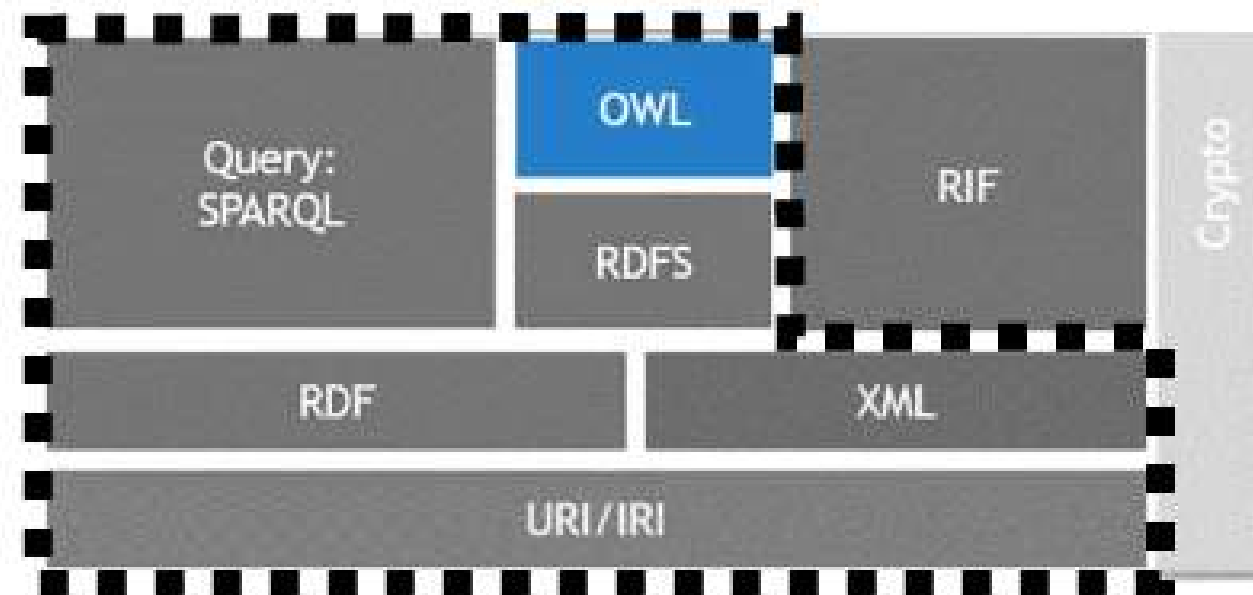 Query:
SPARQL
OWL
RDFS
RIF
Crypto
RDF
XML
URI/IRI